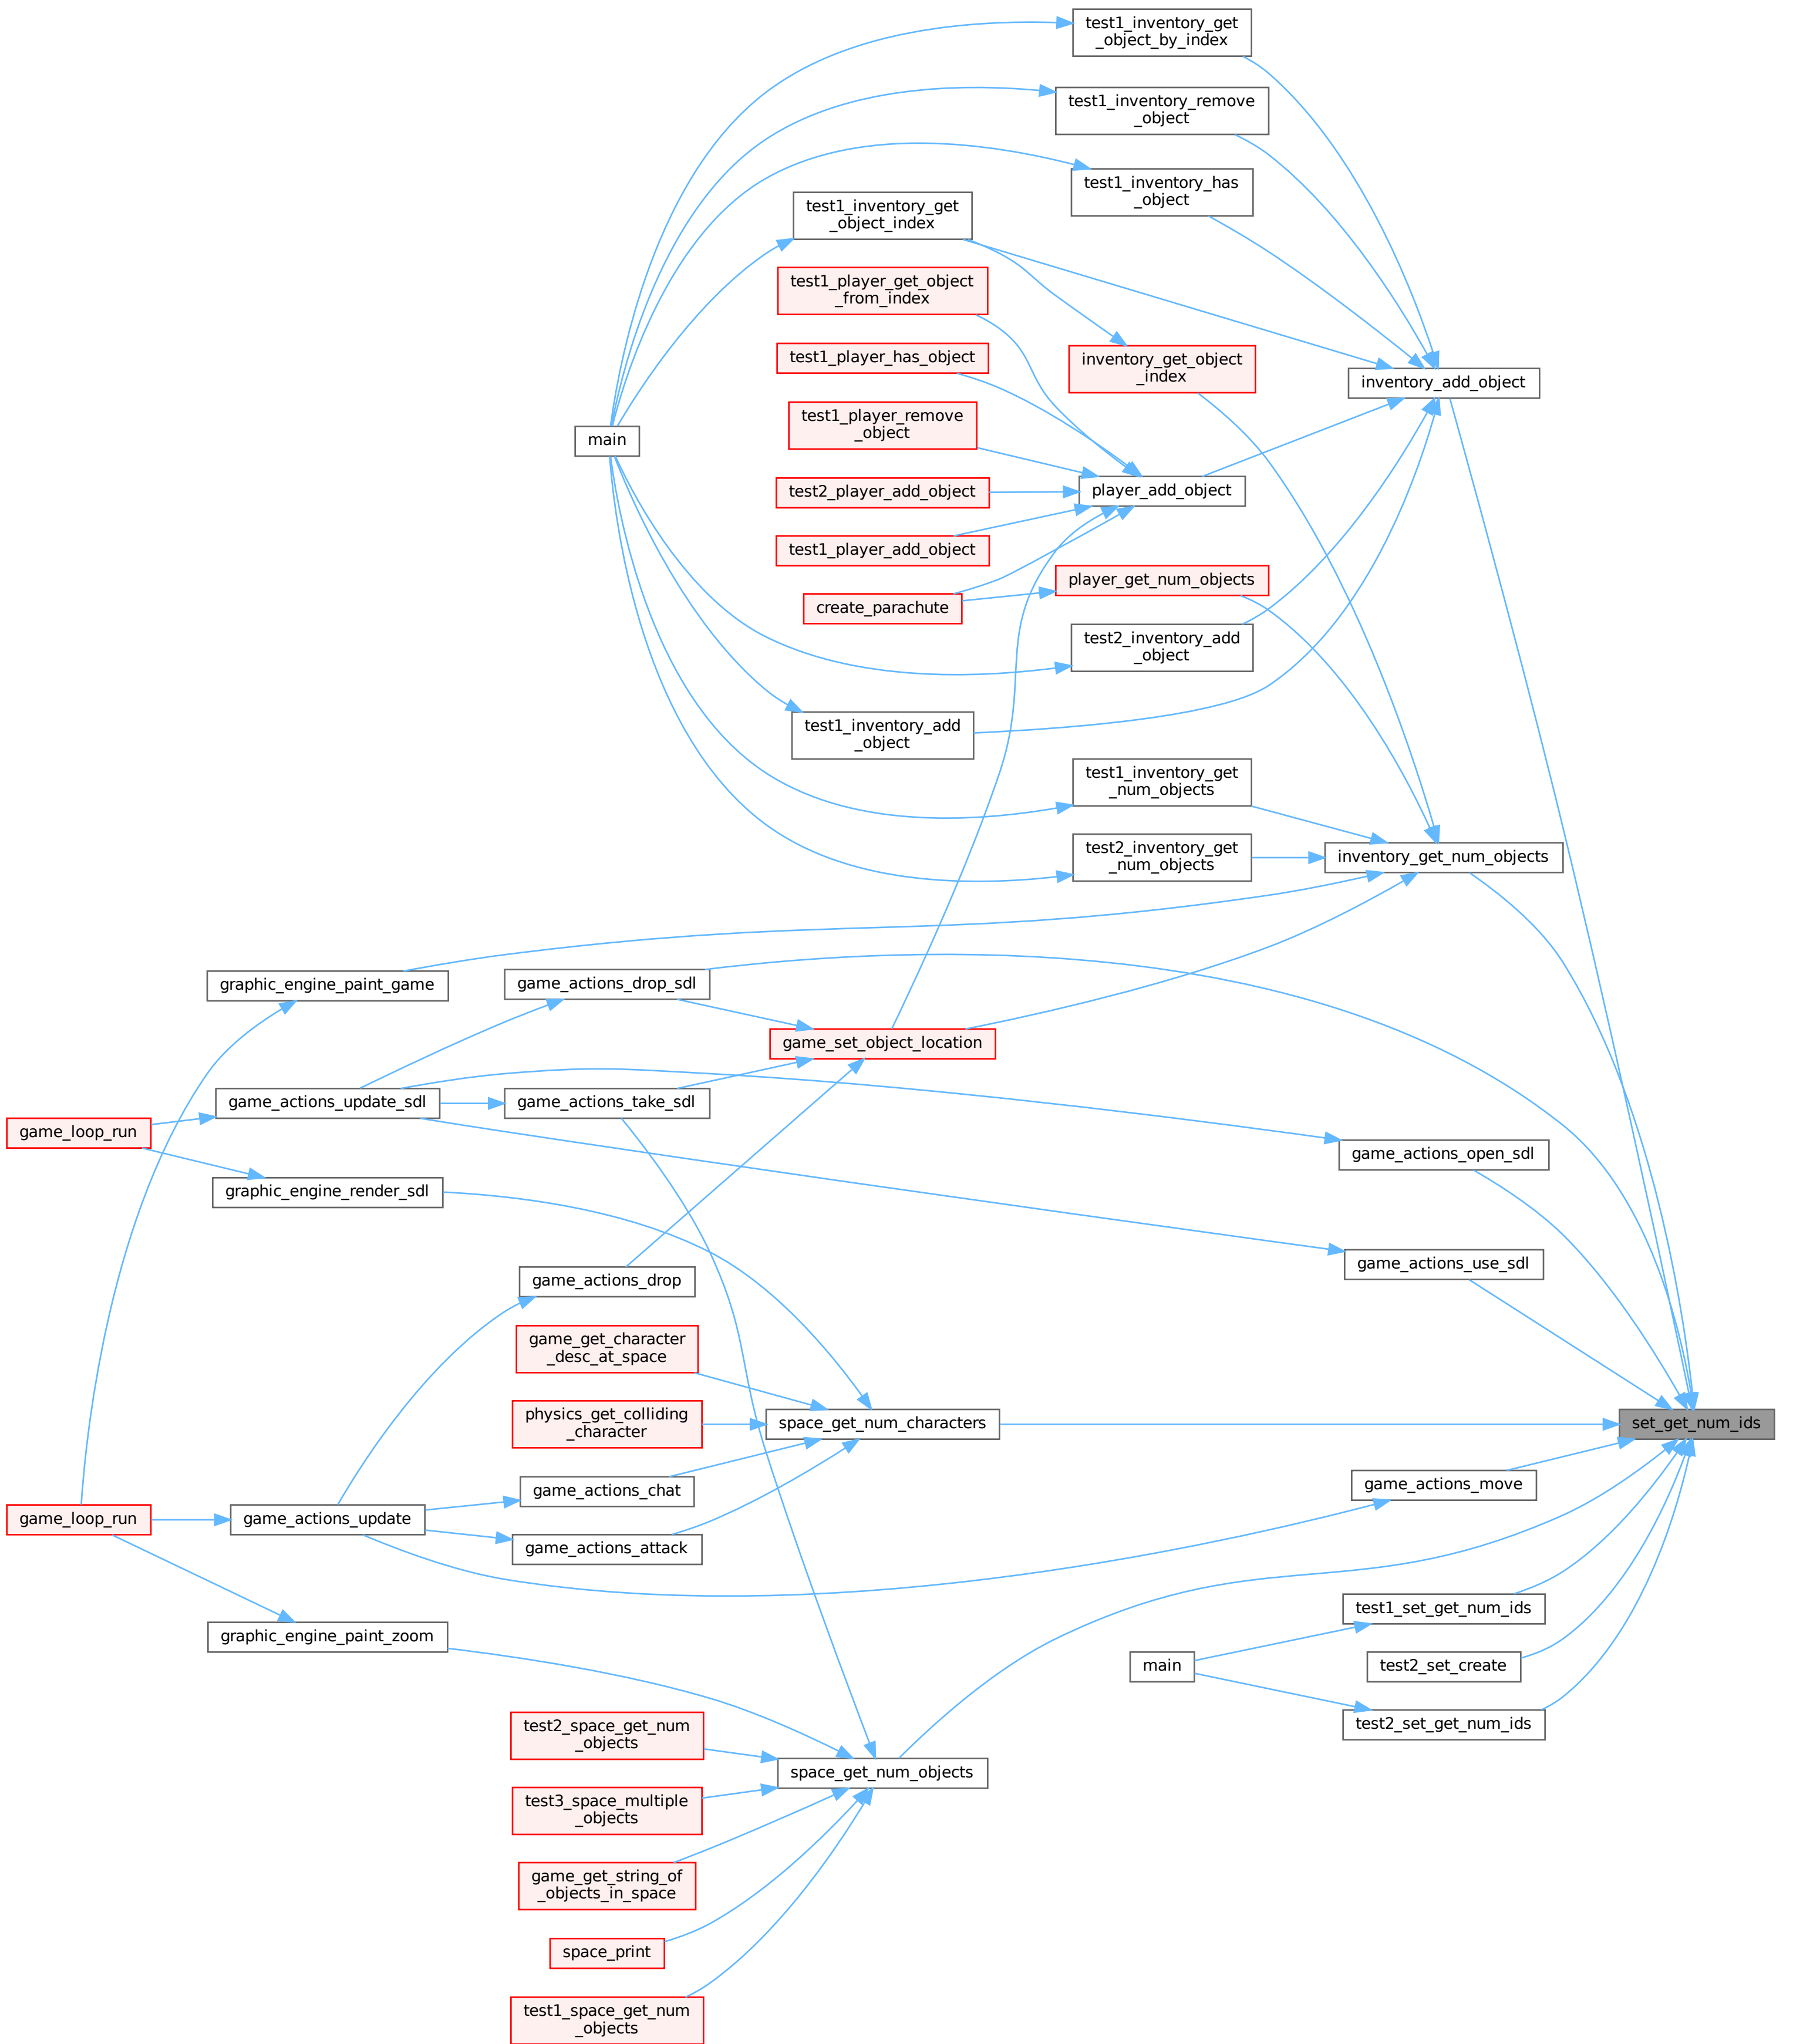 test1_inventory_get
_object_by_index
test1_inventory_remove
_object
test1_inventory_has
_object
test1_inventory_get
_object_index
test1_player_get_object
_from_index
test1_player_has_object
inventory_get_object
_index
inventory_add_object
test1_player_remove
_object
main
test2_player_add_object
player_add_object
test1_player_add_object
player_get_num_objects
create_parachute
test2_inventory_add
_object
test1_inventory_add
_object
test1_inventory_get
_num_objects
test2_inventory_get
_num_objects
inventory_get_num_objects
graphic_engine_paint_game
game_actions_drop_sdl
game_set_object_location
game_actions_update_sdl
game_actions_take_sdl
game_loop_run
game_actions_open_sdl
graphic_engine_render_sdl
game_actions_use_sdl
game_actions_drop
game_get_character
_desc_at_space
physics_get_colliding
_character
space_get_num_characters
set_get_num_ids
game_actions_chat
game_actions_move
game_loop_run
game_actions_update
game_actions_attack
test1_set_get_num_ids
graphic_engine_paint_zoom
main
test2_set_create
test2_set_get_num_ids
test2_space_get_num
_objects
space_get_num_objects
test3_space_multiple
_objects
game_get_string_of
_objects_in_space
space_print
test1_space_get_num
_objects